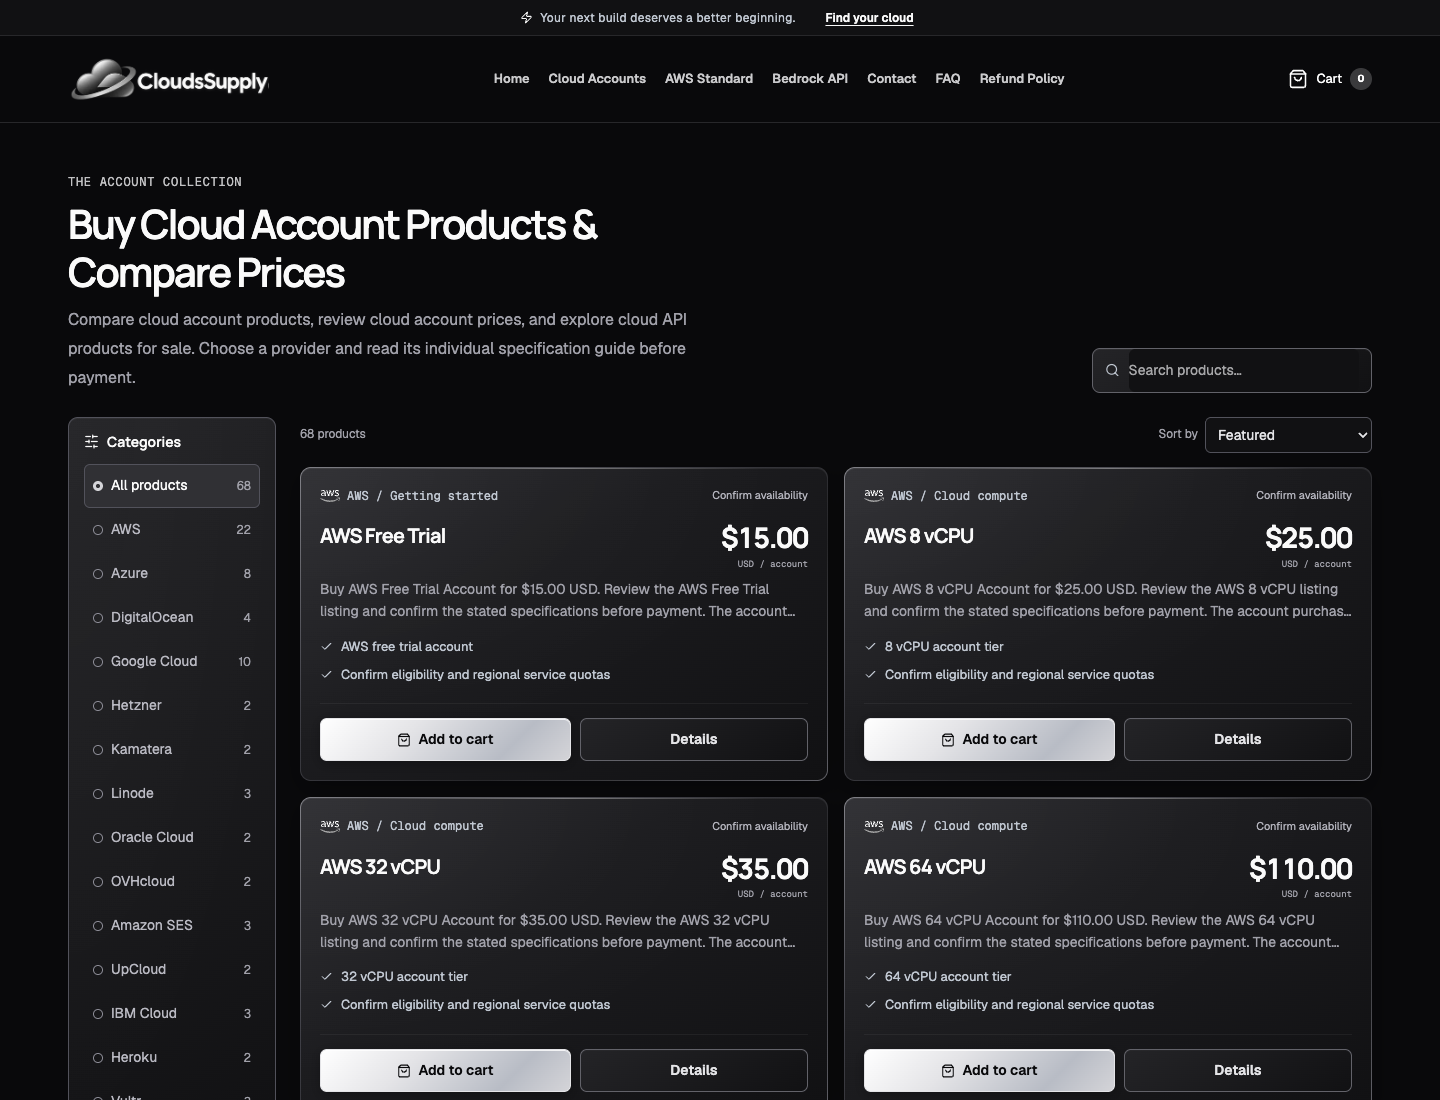 Your next build deserves a better beginning. Find your cloud
CloudsSupply
Home Cloud Accounts AWS Standard Bedrock API Contact FAQ Refund Policy
Cart 0
THE ACCOUNT COLLECTION
Buy Cloud Account Products &
Compare Prices
Compare cloud account products, review cloud account prices, and explore cloud API
products for sale. Choose a provider and read its individual specification guide before
payment.
Search products…
Categories
All products 68
AWS 22
Azure 8
DigitalOcean 4
Google Cloud 10
Hetzner 2
Kamatera 2
Linode 3
Oracle Cloud 2
OVHcloud 2
Amazon SES 3
UpCloud 2
IBM Cloud 3
Heroku 2
68 products
Sort by Featured
aws AWS / Getting started Confirm availability
AWS Free Trial $15.00
USD / account
Buy AWS Free Trial Account for $15.00 USD. Review the AWS Free Trial
listing and confirm the stated specifications before payment. The account…
AWS free trial account
Confirm eligibility and regional service quotas
Add to cart Details
aws AWS / Cloud compute Confirm availability
AWS 8 vCPU $25.00
USD / account
Buy AWS 8 vCPU Account for $25.00 USD. Review the AWS 8 vCPU listing
and confirm the stated specifications before payment. The account purchas…
8 vCPU account tier
Confirm eligibility and regional service quotas
Add to cart Details
aws AWS / Cloud compute Confirm availability
AWS 32 vCPU $35.00
USD / account
Buy AWS 32 vCPU Account for $35.00 USD. Review the AWS 32 vCPU
listing and confirm the stated specifications before payment. The account…
32 vCPU account tier
Confirm eligibility and regional service quotas
Add to cart Details
aws AWS / Cloud compute Confirm availability
AWS 64 vCPU $110.00
USD / account
Buy AWS 64 vCPU Account for $110.00 USD. Review the AWS 64 vCPU
listing and confirm the stated specifications before payment. The account…
64 vCPU account tier
Confirm eligibility and regional service quotas
Add to cart Details